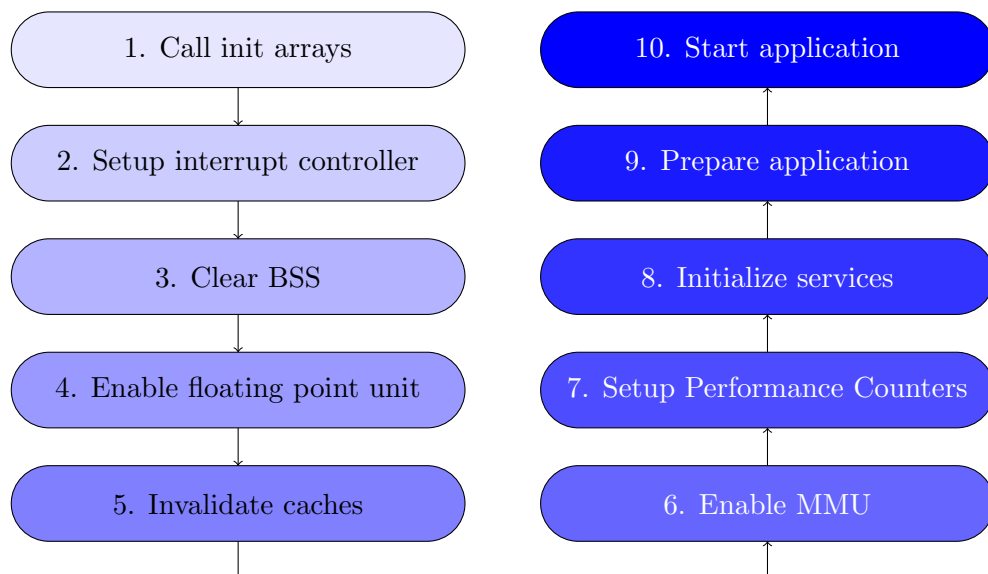 1. Call init arrays
2. Setup interrupt controller
3. Clear BSS
4. Enable floating point unit
5. Invalidate caches
6. Enable MMU
7. Setup Performance Counters
8. Initialize services
9. Prepare application
10. Start application